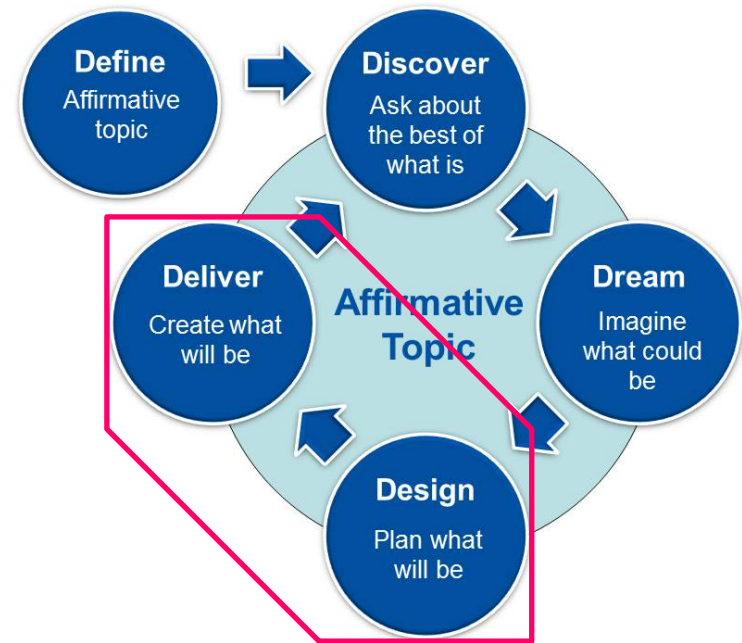 Define
Affirmative
topic
Discover
Ask about
the best of
what is
Dream
Imagine
what could
be
Design
Plan what
will be
Deliver
Create what
will be
Affirmative
Topic